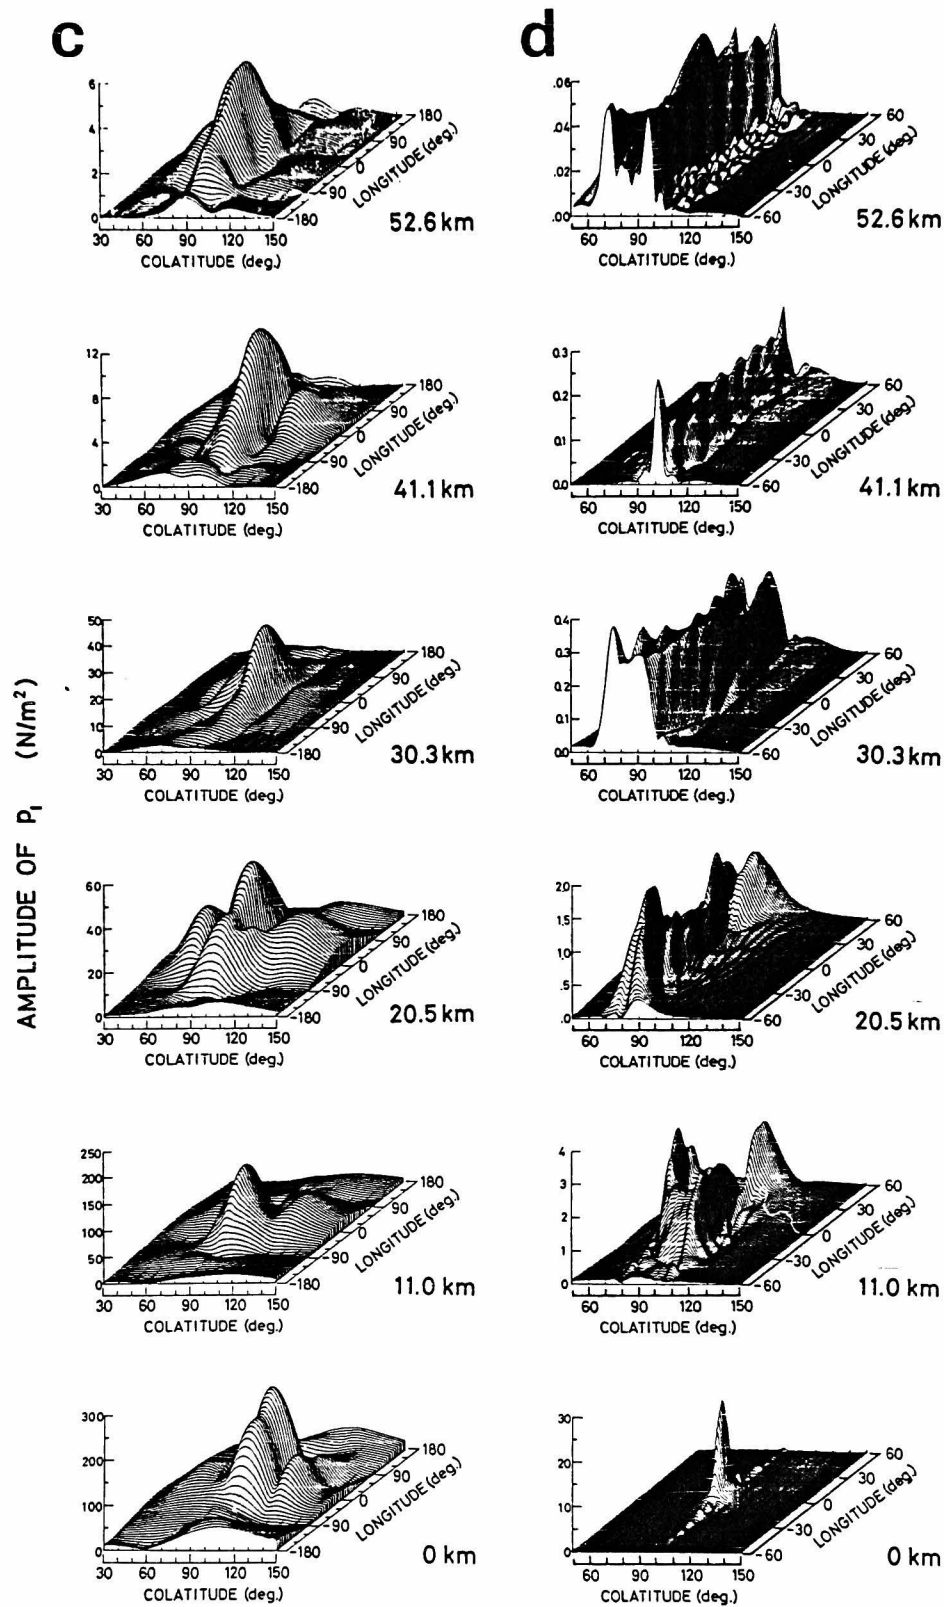 c
d
AMPLITUDE OF p₁ (N/m²)
6
4
2
0
30 60 90 120 150
COLATITUDE (deg.)
-180
-90
0
90
180
LONGITUDE (deg.)
52.6 km
.06
.04
.02
.00
60 90 120 150
COLATITUDE (deg.)
-60
-30
0
30
60
LONGITUDE (deg.)
52.6 km
12
8
4
0
30 60 90 120 150
COLATITUDE (deg.)
-180
-90
0
90
180
LONGITUDE (deg.)
41.1 km
0.3
0.2
0.1
0.0
60 90 120 150
COLATITUDE (deg.)
-60
-30
0
30
60
LONGITUDE (deg.)
41.1 km
50
40
30
20
10
0
30 60 90 120 150
COLATITUDE (deg.)
-180
-90
0
90
180
LONGITUDE (deg.)
30.3 km
0.4
0.3
0.2
0.1
0.0
60 90 120 150
COLATITUDE (deg.)
-60
-30
0
30
60
LONGITUDE (deg.)
30.3 km
60
40
20
0
30 60 90 120 150
COLATITUDE (deg.)
-180
-90
0
90
180
LONGITUDE (deg.)
20.5 km
2.0
1.5
1.0
.5
.0
60 90 120 150
COLATITUDE (deg.)
-60
-30
0
30
60
LONGITUDE (deg.)
20.5 km
250
200
150
100
50
0
30 60 90 120 150
COLATITUDE (deg.)
-180
-90
0
90
180
LONGITUDE (deg.)
11.0 km
4
3
2
1
0
60 90 120 150
COLATITUDE (deg.)
-60
-30
0
30
60
LONGITUDE (deg.)
11.0 km
300
200
100
0
30 60 90 120 150
COLATITUDE (deg.)
-180
-90
0
90
180
LONGITUDE (deg.)
0 km
30
20
10
0
60 90 120 150
COLATITUDE (deg.)
-60
-30
0
30
60
LONGITUDE (deg.)
0 km